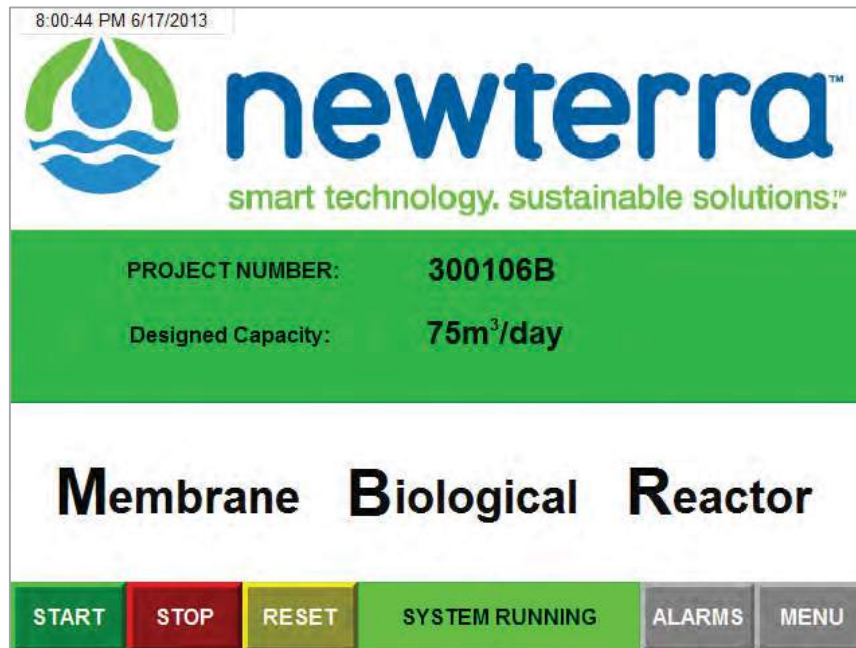 8:00:44 PM 6/17/2013
newterra™
smart technology. sustainable solutions.™
PROJECT NUMBER: 300106B
Designed Capacity: 75m³/day
Membrane Biological Reactor
START STOP RESET SYSTEM RUNNING ALARMS MENU